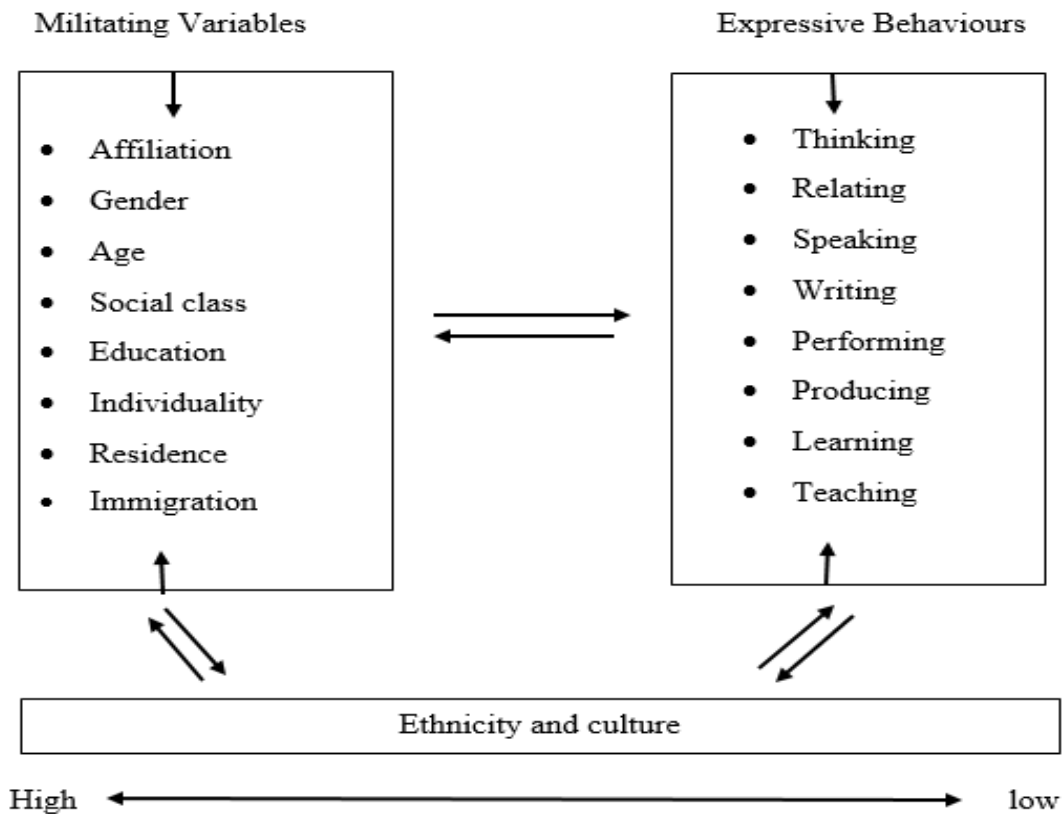 Militating Variables
Expressive Behaviours
• Affiliation
• Gender
• Age
• Social class
• Education
• Individuality
• Residence
• Immigration
• Thinking
• Relating
• Speaking
• Writing
• Performing
• Producing
• Learning
• Teaching
Ethnicity and culture
High
low